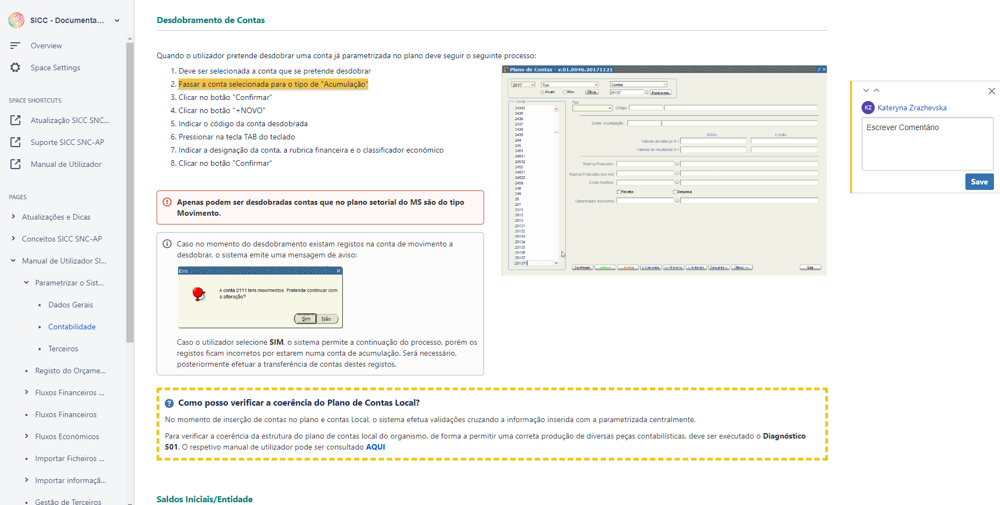 SICC - Documenta...
Overview
Space Settings
SPACE SHORTCUTS
Atualização SICC SNC...
Suporte SICC SNC-AP
Manual de Utilizador
PAGES
Atualizações e Dicas
Conceitos SICC SNC-AP
Manual de Utilizador SI...
Parametrizar o Sist...
Dados Gerais
Contabilidade
Terceiros
Registo do Orçame...
Fluxos Financeiros ...
Fluxos Financeiros
Fluxos Económicos
Importar Ficheiros ...
Importar informaçã...
Gestão de Terceiros
Desdobramento de Contas
Quando o utilizador pretende desdobrar uma conta já parametrizada no plano deve seguir o seguinte processo:
1. Deve ser selecionada a conta que se pretende desdobrar
2. Passar a conta selecionada para o tipo de "Acumulação"
3. Clicar no botão "Confirmar"
4. Clicar no botão "+NOVO"
5. Indicar o código da conta desdobrada
6. Pressionar na tecla TAB do teclado
7. Indicar a designação da conta, a rubrica financeira e o classificador económico
8. Clicar no botão "Confirmar"
Apenas podem ser desdobradas contas que no plano setorial do MS são do tipo
Movimento.
Caso no momento do desdobramento existam registos na conta de movimento a
desdobrar, o sistema emite uma mensagem de aviso:
Erro
A conta 2111 tem movimentos. Pretende continuar com
a alteração?
Sim Não
Caso o utilizador selecione SIM, o sistema permite a continuação do processo, porém os
registos ficam incorretos por estarem numa conta de acumulação. Será necessário,
posteriormente efetuar a transferência de contas destes registos.
Plano de Contas - v.01.0046.20171121
2017 Tipo Contas
Acum. Mov. Filtrar 25137 Posicionar
Conta
24342
2435
2436
2437
2438
2439
244
245
2451
24511
24512
2452
24521
24522
2459
246
249
25
251
2511
2512
2513
25131
25132
25133
25134
25135
25136
25137
251371
Tipo
Código:
Conta Acumulação:
Débito Crédito
Valores de balanço N-1:
Valores de resultados N-1:
Rubrica Financeira:
Rubrica Financeira Ano Ant:
Conta Analítica:
Receita Despesa
Classificador económico
Confirmar +Novo - Abater X Cancelar << Primeiro < Anterior Seguinte > Último >> Sair
KZ Kateryna Zrazhevska
Escrever Comentário
Save
Como posso verificar a coerência do Plano de Contas Local?
No momento de inserção de contas no plano e contas Local, o sistema efetua validações cruzando a informação inserida com a parametrizada centralmente.
Para verificar a coerência da estrutura do plano de contas local do organismo, de forma a permitir uma correta produção de diversas peças contabilísticas, deve ser executado o Diagnóstico
501. O respetivo manual de utilizador pode ser consultado AQUI
Saldos Iniciais/Entidade